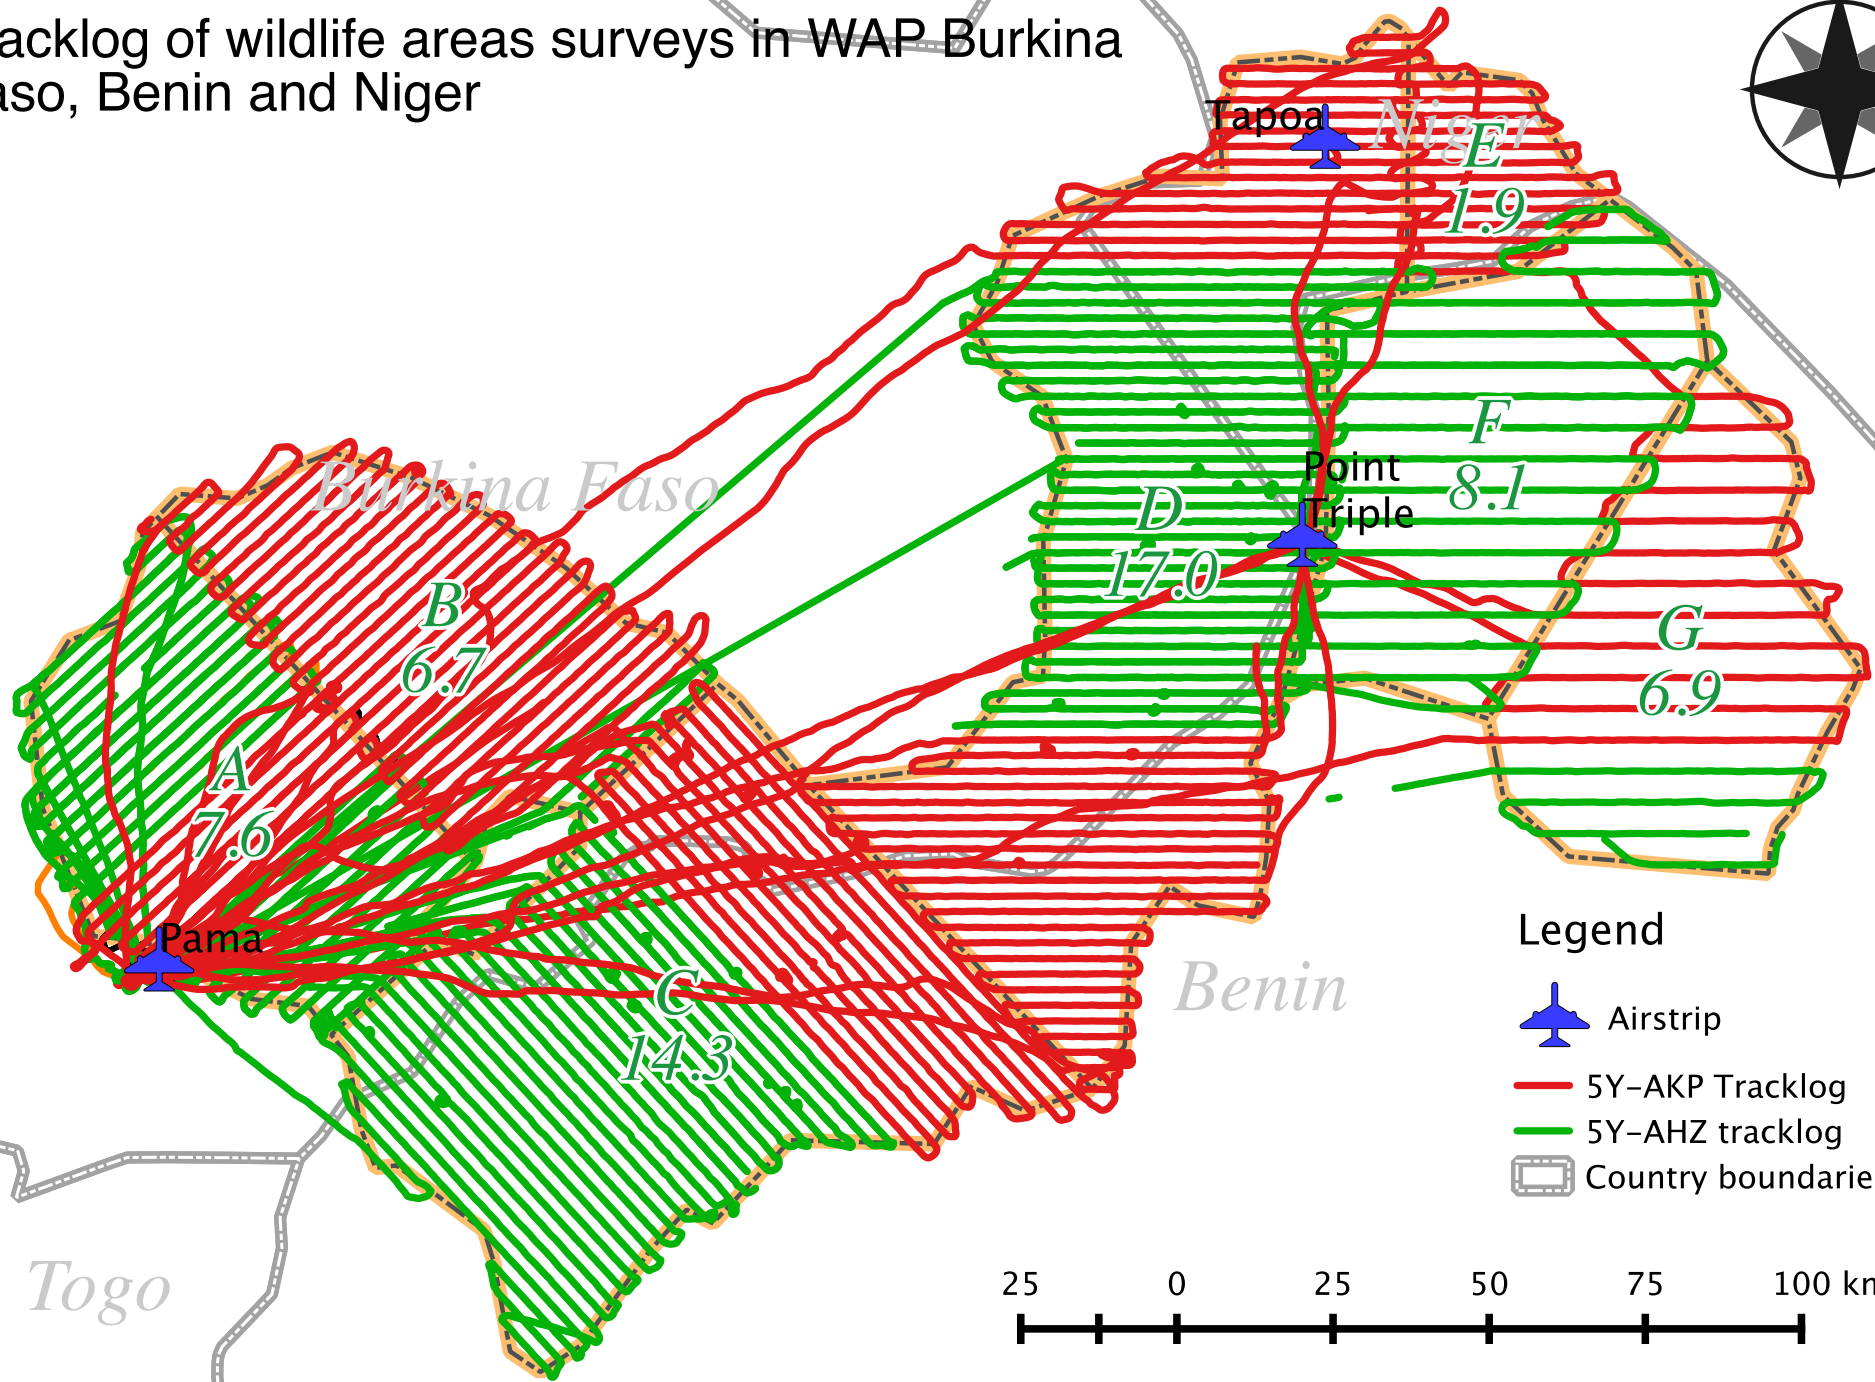 acklog of wildlife areas surveys in WAP Burkina
aso, Benin and Niger
Tapoa
Niger
E
1.9
Burkina Faso
F
8.1
Point
Triple
D
17.0
B
6.7
G
6.9
A
7.6
Pama
C
14.3
Benin
Togo
Legend
Airstrip
5Y-AKP Tracklog
5Y-AHZ tracklog
Country boundarie
25 0 25 50 75 100 km